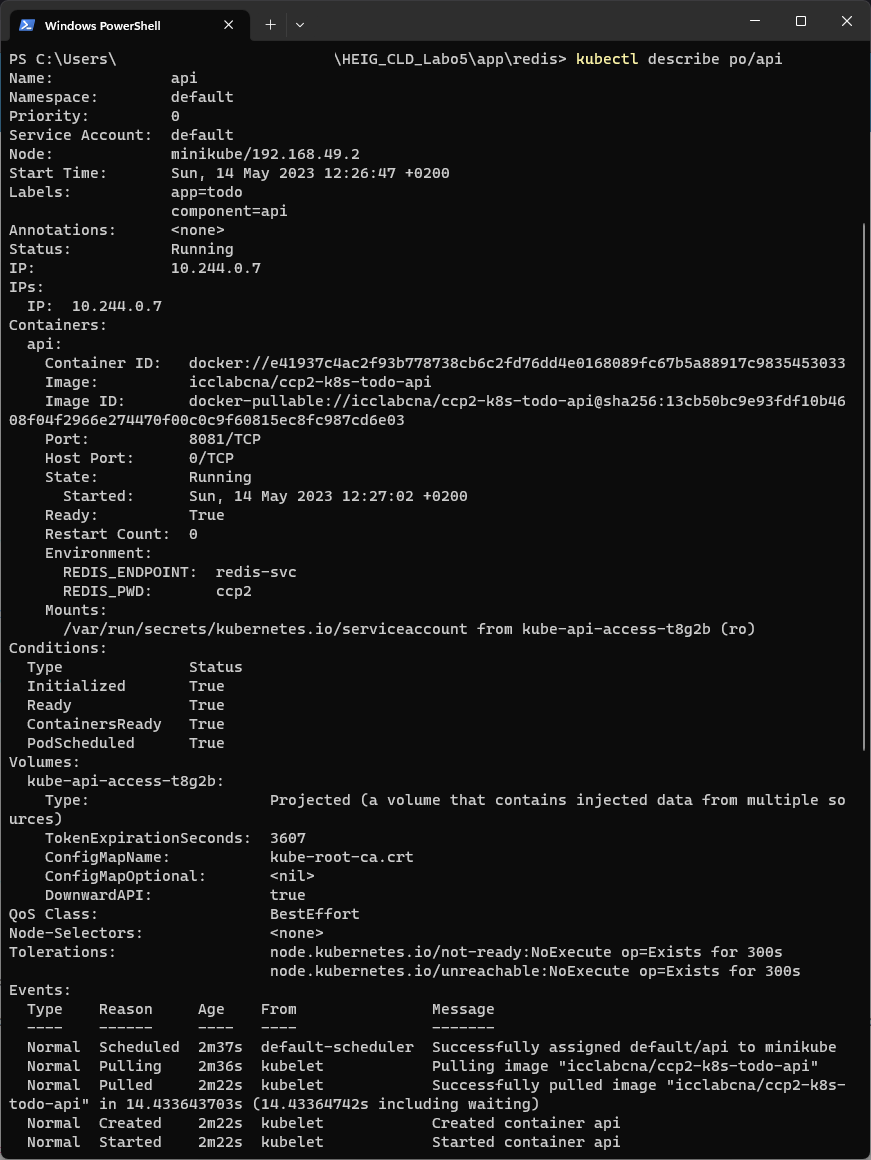 Windows PowerShell
PS C:\Users\                        \HEIG_CLD_Labo5\app\redis> kubectl describe po/api
Name:             api
Namespace:        default
Priority:         0
Service Account:  default
Node:             minikube/192.168.49.2
Start Time:       Sun, 14 May 2023 12:26:47 +0200
Labels:           app=todo
                  component=api
Annotations:      <none>
Status:           Running
IP:               10.244.0.7
IPs:
  IP:  10.244.0.7
Containers:
  api:
    Container ID:   docker://e41937c4ac2f93b778738cb6c2fd76dd4e0168089fc67b5a88917c9835453033
    Image:          icclabcna/ccp2-k8s-todo-api
    Image ID:       docker-pullable://icclabcna/ccp2-k8s-todo-api@sha256:13cb50bc9e93fdf10b46
08f04f2966e274470f00c0c9f60815ec8fc987cd6e03
    Port:           8081/TCP
    Host Port:      0/TCP
    State:          Running
      Started:      Sun, 14 May 2023 12:27:02 +0200
    Ready:          True
    Restart Count:  0
    Environment:
      REDIS_ENDPOINT:  redis-svc
      REDIS_PWD:       ccp2
    Mounts:
      /var/run/secrets/kubernetes.io/serviceaccount from kube-api-access-t8g2b (ro)
Conditions:
  Type              Status
  Initialized       True
  Ready             True
  ContainersReady   True
  PodScheduled      True
Volumes:
  kube-api-access-t8g2b:
    Type:                    Projected (a volume that contains injected data from multiple so
urces)
    TokenExpirationSeconds:  3607
    ConfigMapName:           kube-root-ca.crt
    ConfigMapOptional:       <nil>
    DownwardAPI:             true
QoS Class:                   BestEffort
Node-Selectors:              <none>
Tolerations:                 node.kubernetes.io/not-ready:NoExecute op=Exists for 300s
                             node.kubernetes.io/unreachable:NoExecute op=Exists for 300s
Events:
  Type    Reason     Age    From               Message
  ----    ------     ----   ----               -------
  Normal  Scheduled  2m37s  default-scheduler  Successfully assigned default/api to minikube
  Normal  Pulling    2m36s  kubelet            Pulling image "icclabcna/ccp2-k8s-todo-api"
  Normal  Pulled     2m22s  kubelet            Successfully pulled image "icclabcna/ccp2-k8s-
todo-api" in 14.433643703s (14.43364742s including waiting)
  Normal  Created    2m22s  kubelet            Created container api
  Normal  Started    2m22s  kubelet            Started container api